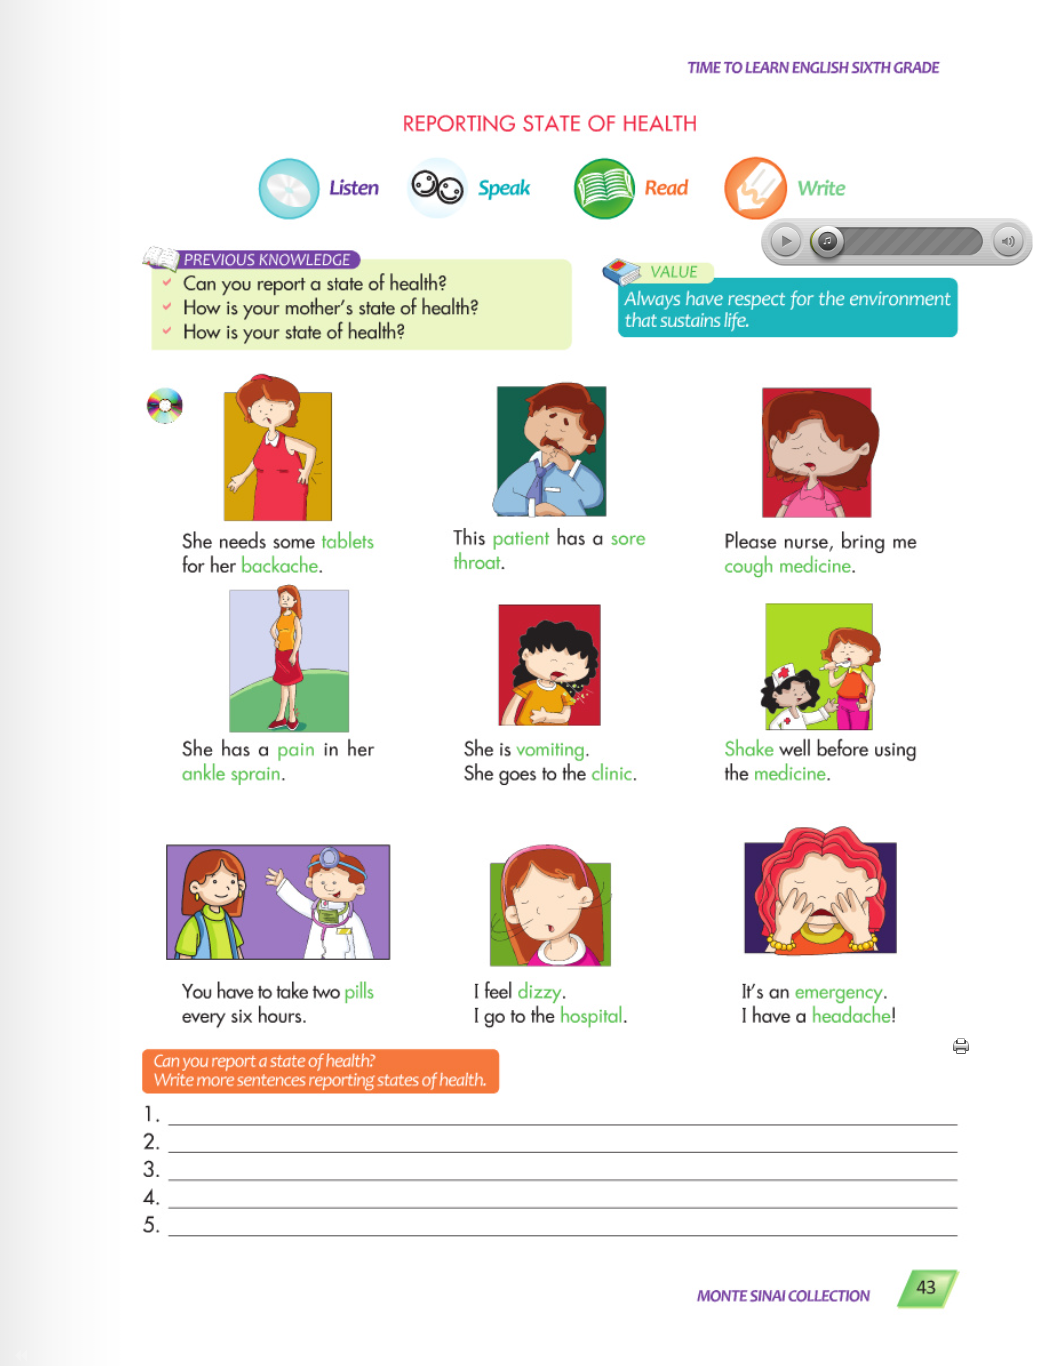 TIME TO LEARN ENGLISH SIXTH GRADE
REPORTING STATE OF HEALTH
Listen
Speak
Read
Write
PREVIOUS KNOWLEDGE
Can you report a state of health?
How is your mother's state of health?
How is your state of health?
VALUE
Always have respect for the environment
that sustains life.
She needs some tablets
for her backache.
This patient has a sore
throat.
Please nurse, bring me
cough medicine.
She has a pain in her
ankle sprain.
She is vomiting.
She goes to the clinic.
Shake well before using
the medicine.
You have to take two pills
every six hours.
I feel dizzy.
I go to the hospital.
It's an emergency.
I have a headache!
Can you report a state of health?
Write more sentences reporting states of health.
1.
2.
3.
4.
5.
MONTE SINAI COLLECTION
43